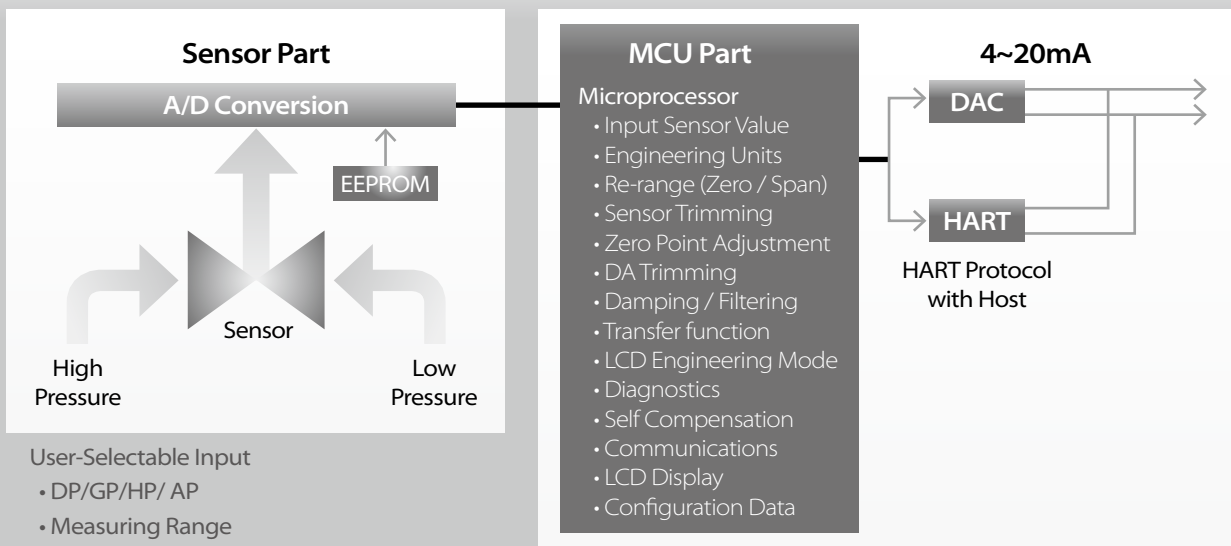 Sensor Part
A/D Conversion
EEPROM
Sensor
High
Pressure
Low
Pressure
User-Selectable Input
• DP/GP/HP/ AP
• Measuring Range
MCU Part
Microprocessor
• Input Sensor Value
• Engineering Units
• Re-range (Zero / Span)
• Sensor Trimming
• Zero Point Adjustment
• DA Trimming
• Damping / Filtering
• Transfer function
• LCD Engineering Mode
• Diagnostics
• Self Compensation
• Communications
• LCD Display
• Configuration Data
4~20mA
DAC
HART
HART Protocol
with Host